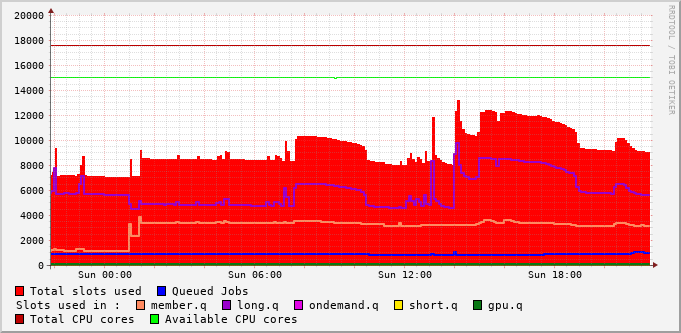 20000
18000
16000
14000
12000
10000
8000
6000
4000
2000
0
Sun 00:00 Sun 06:00 Sun 12:00 Sun 18:00
RRDTOOL / TOBI OETIKER
Total slots used Queued Jobs
Slots used in : member.q long.q ondemand.q short.q gpu.q
Total CPU cores Available CPU cores